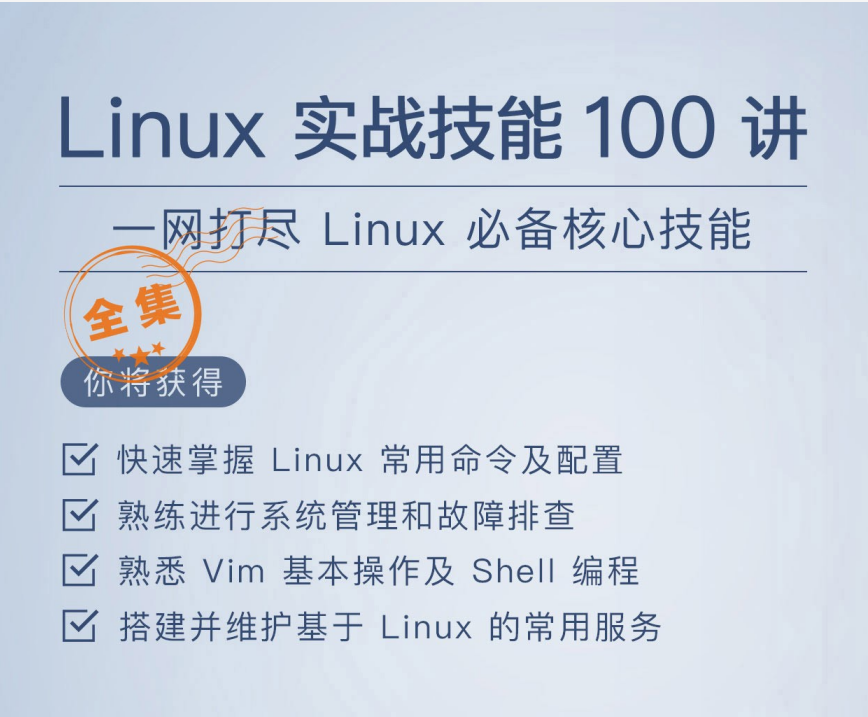 Linux 实战技能 100 讲
一网打尽 Linux 必备核心技能
全集
你将获得
快速掌握 Linux 常用命令及配置
熟练进行系统管理和故障排查
熟悉 Vim 基本操作及 Shell 编程
搭建并维护基于 Linux 的常用服务